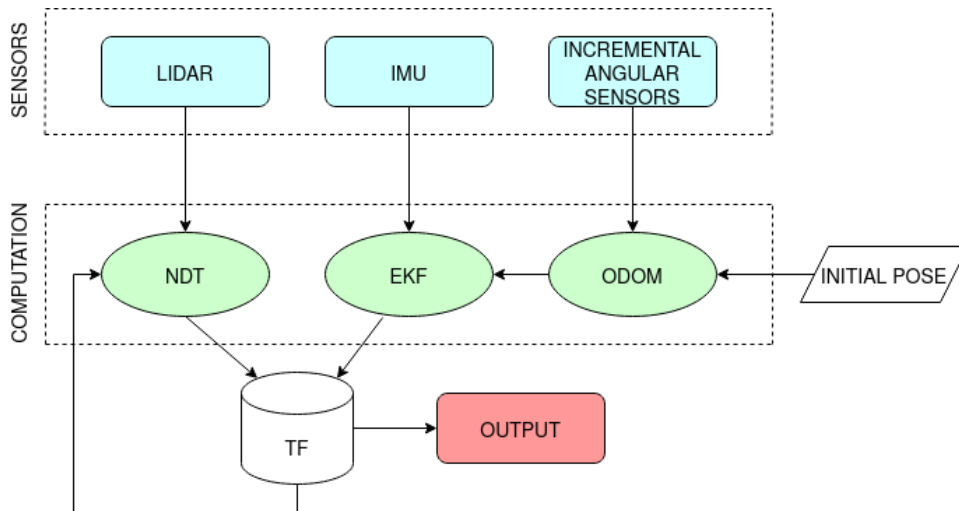 SENSORS
LIDAR
IMU
INCREMENTAL
ANGULAR
SENSORS
COMPUTATION
NDT
EKF
ODOM
INITIAL POSE
TF
OUTPUT